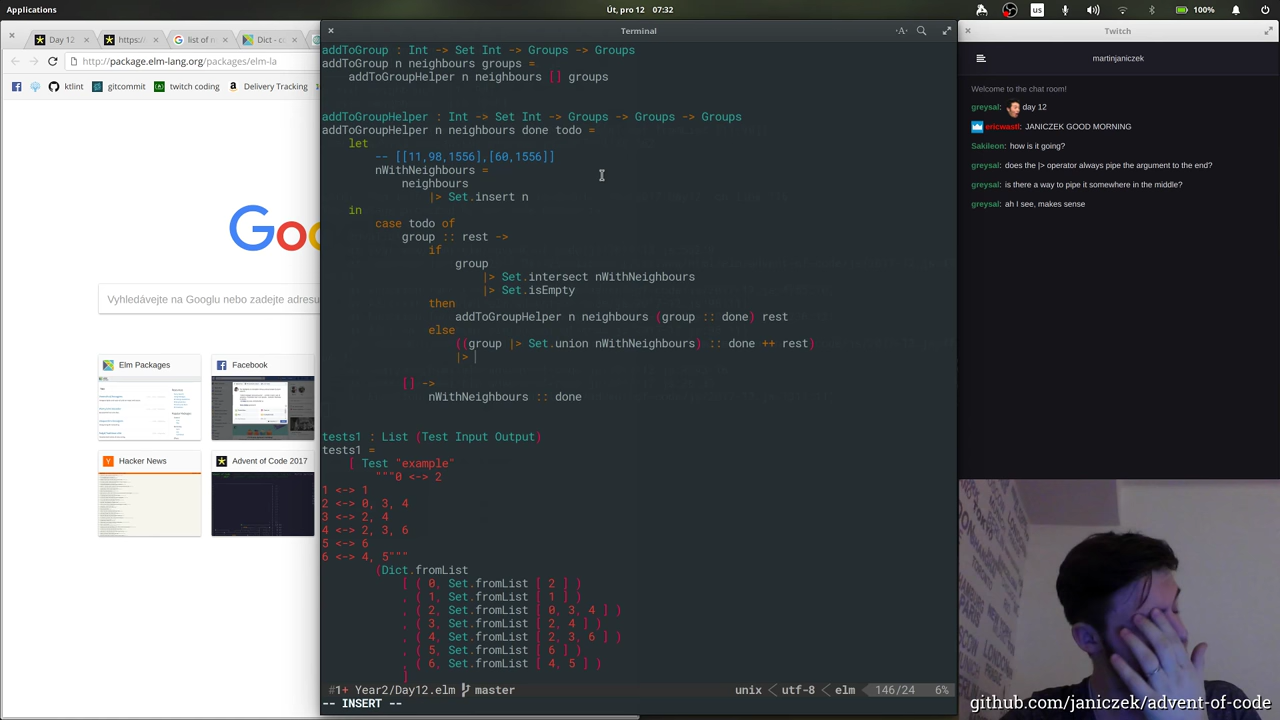 Applications
Út, pro 12 07:32
us
100%
Day 12
https:/
list of n
Dict - c
http://package.elm-lang.org/packages/elm-la
ktlint
gitcommit
twitch coding
Delivery Tracking
Goo
Vyhledávejte na Googlu nebo zadejte adresu
Elm Packages
Facebook
Hacker News
Advent of Code 2017
Terminal
addToGroup : Int -> Set Int -> Groups -> Groups
addToGroup n neighbours groups =
    addToGroupHelper n neighbours [] groups
addToGroupHelper : Int -> Set Int -> Groups -> Groups -> Groups
addToGroupHelper n neighbours done todo =
    let
        -- [[11,98,1556],[60,1556]]
        nWithNeighbours =
            neighbours
                |> Set.insert n
    in
        case todo of
            group :: rest ->
                if
                    group
                        |> Set.intersect nWithNeighbours
                        |> Set.isEmpty
                then
                    addToGroupHelper n neighbours (group :: done) rest
                else
                    ((group |> Set.union nWithNeighbours) :: done ++ rest)
                    |>
            [] ->
                nWithNeighbours :: done
tests1 : List (Test Input Output)
tests1 =
    [ Test "example"
        """0 <-> 2
1 <-> 1
2 <-> 0, 3, 4
3 <-> 2, 4
4 <-> 2, 3, 6
5 <-> 6
6 <-> 4, 5"""
        (Dict.fromList
            [ ( 0, Set.fromList [ 2 ] )
            , ( 1, Set.fromList [ 1 ] )
            , ( 2, Set.fromList [ 0, 3, 4 ] )
            , ( 3, Set.fromList [ 2, 4 ] )
            , ( 4, Set.fromList [ 2, 3, 6 ] )
            , ( 5, Set.fromList [ 6 ] )
            , ( 6, Set.fromList [ 4, 5 ] )
            ]
#1+ Year2/Day12.elm master
unix < utf-8 < elm
146/24 6%
-- INSERT --
Twitch
martinjaniczek
Welcome to the chat room!
greysal: day 12
ericwastl: JANICZEK GOOD MORNING
Sakileon: how is it going?
greysal: does the |> operator always pipe the argument to the end?
greysal: is there a way to pipe it somewhere in the middle?
greysal: ah I see, makes sense
github.com/janiczek/advent-of-code